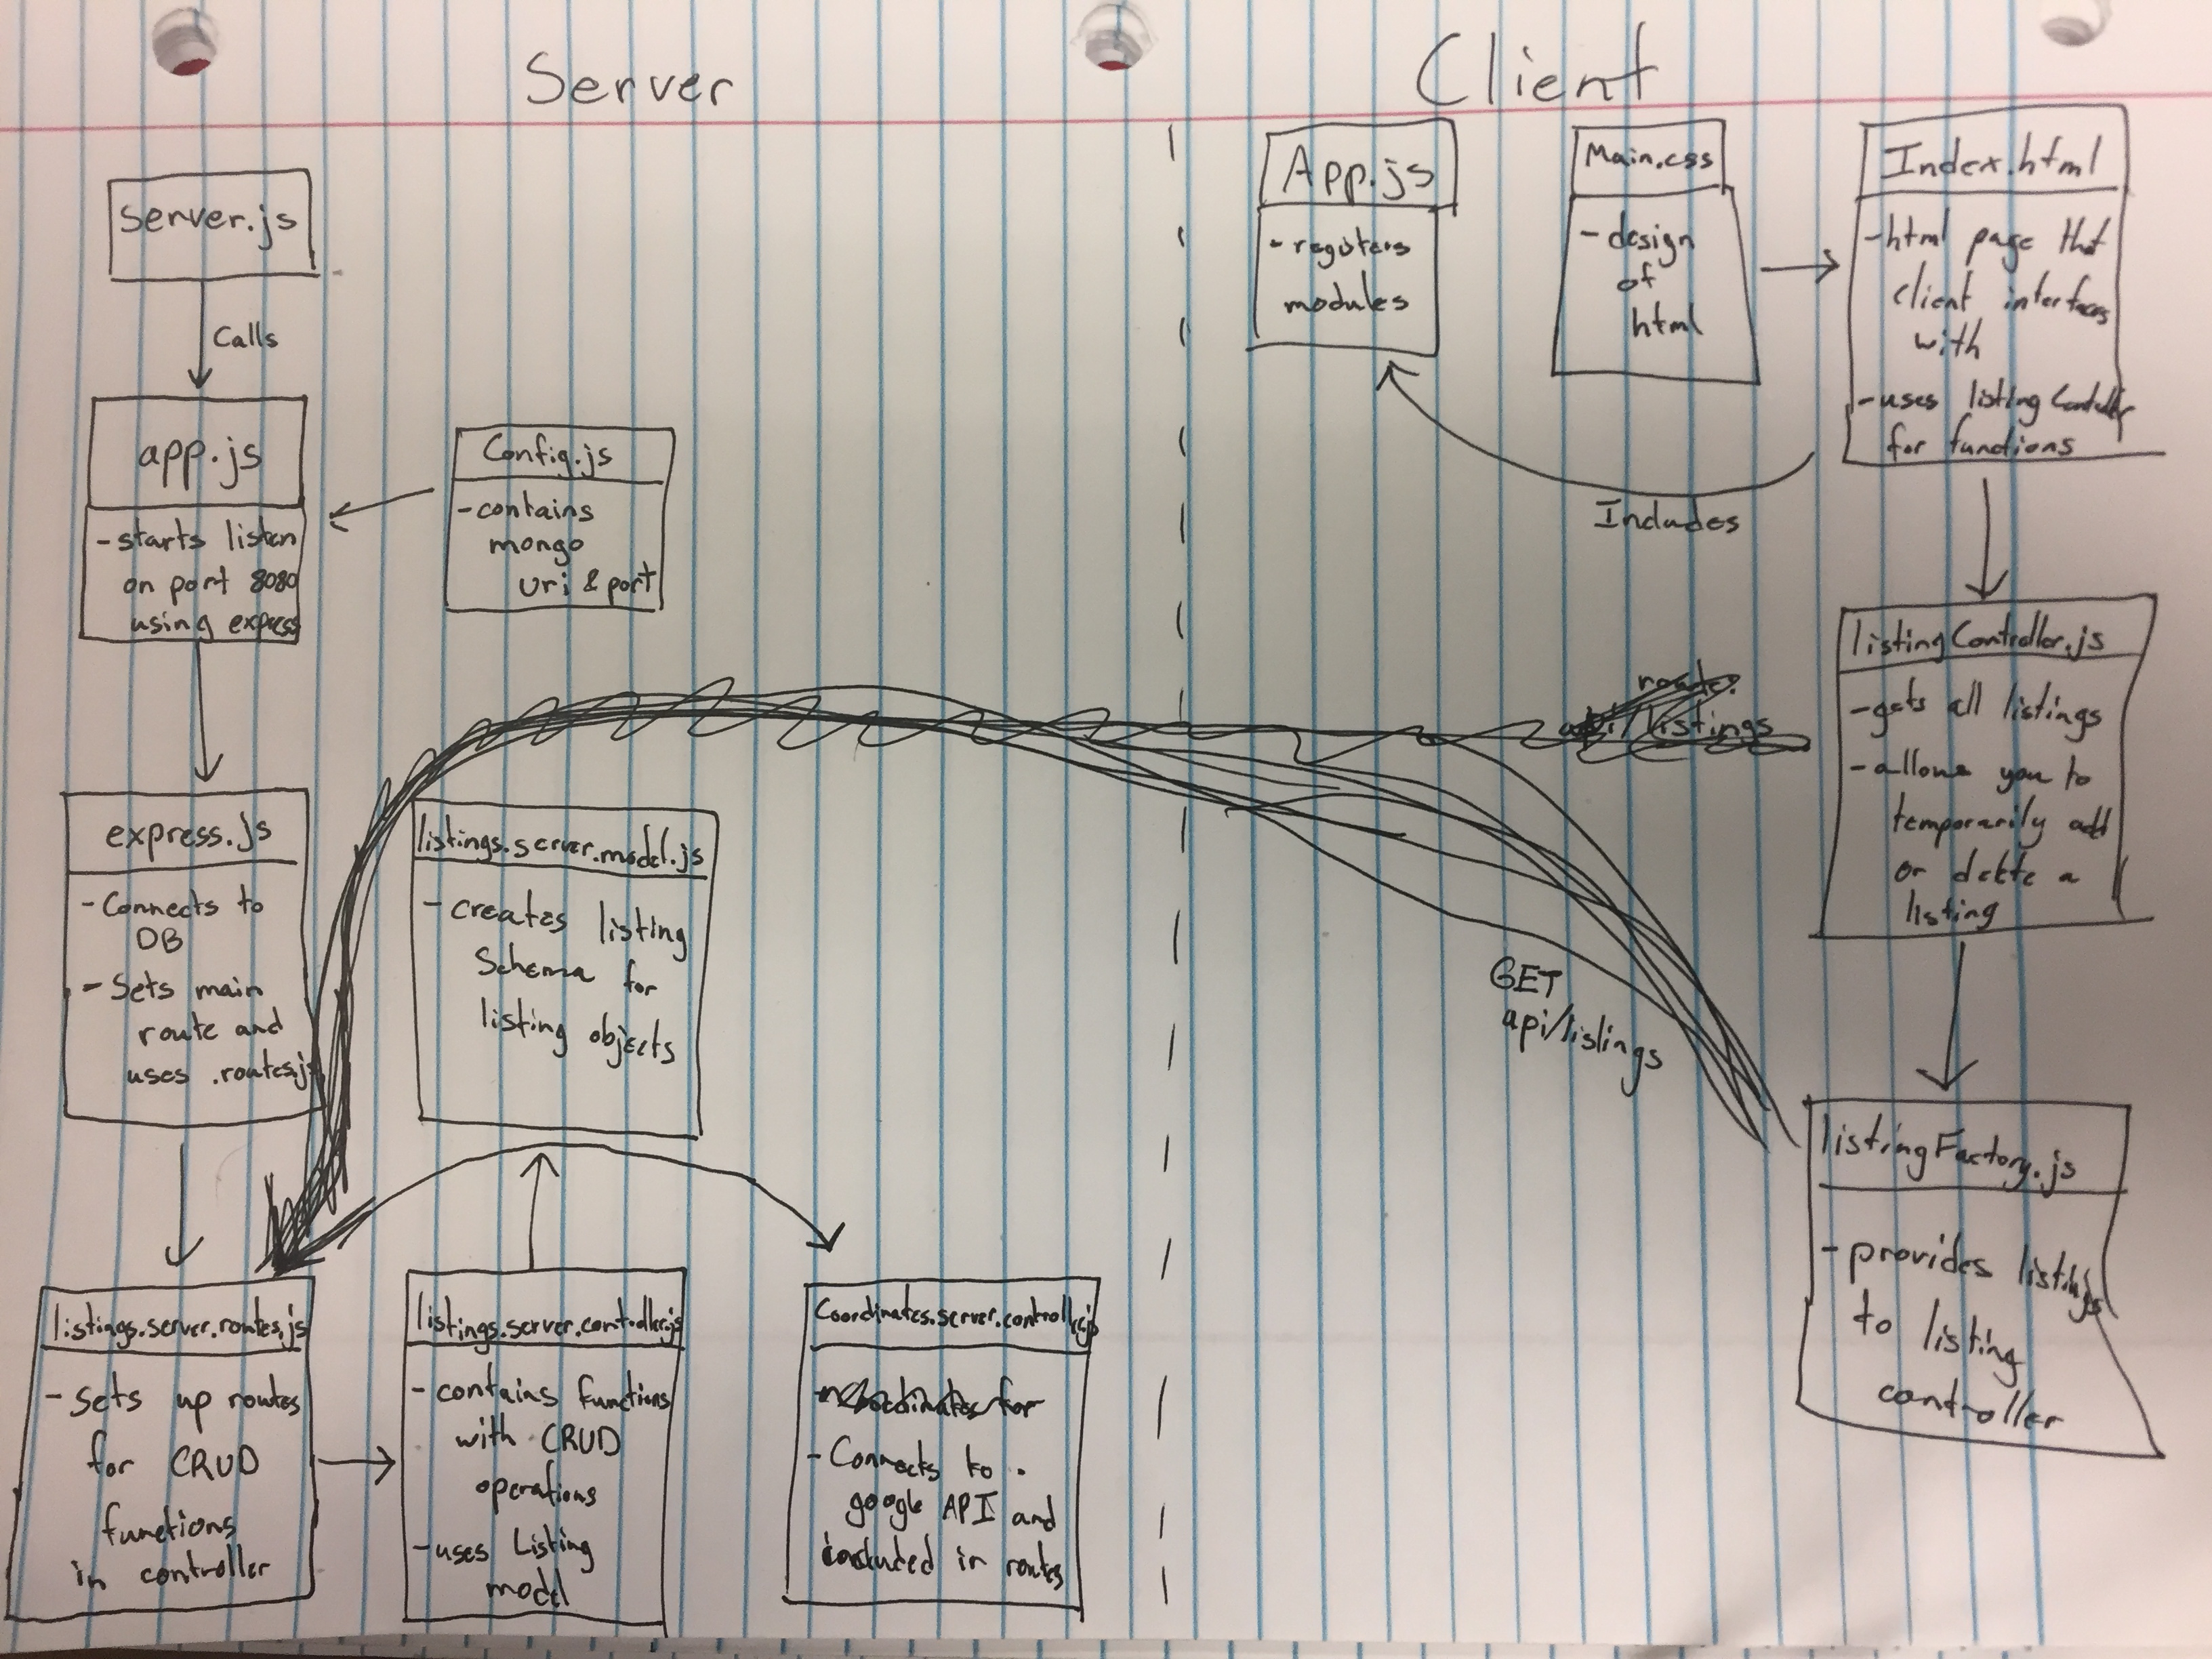 Server
Server.js
Calls
app.js
-starts listen
on port 8080
using express
Config.js
-contains
mongo
uri & port
express.js
-Connects to
DB
-Sets main
route and
uses .routes.js
listings.server.model.js
-Creates listing
Schema for
listing objects
listings.server.routes.js
-Sets up routes
for CRUD
functions
in controller
listings.server.controller.js
-contains functions
with CRUD
operations
-uses Listing
model
Coordinates.server.controller.js
-Connects to
google API and
included in routes
Client
App.js
-registers
modules
Main.css
-design
of
html
Index.html
-html page that
client interfaces
with
-uses listing Controller
for functions
Includes
listingController.js
-gets all listings
-allows you to
temporarily add
or delete a
listing
GET
api/listings
listingFactory.js
-provides listings
to listing
controller